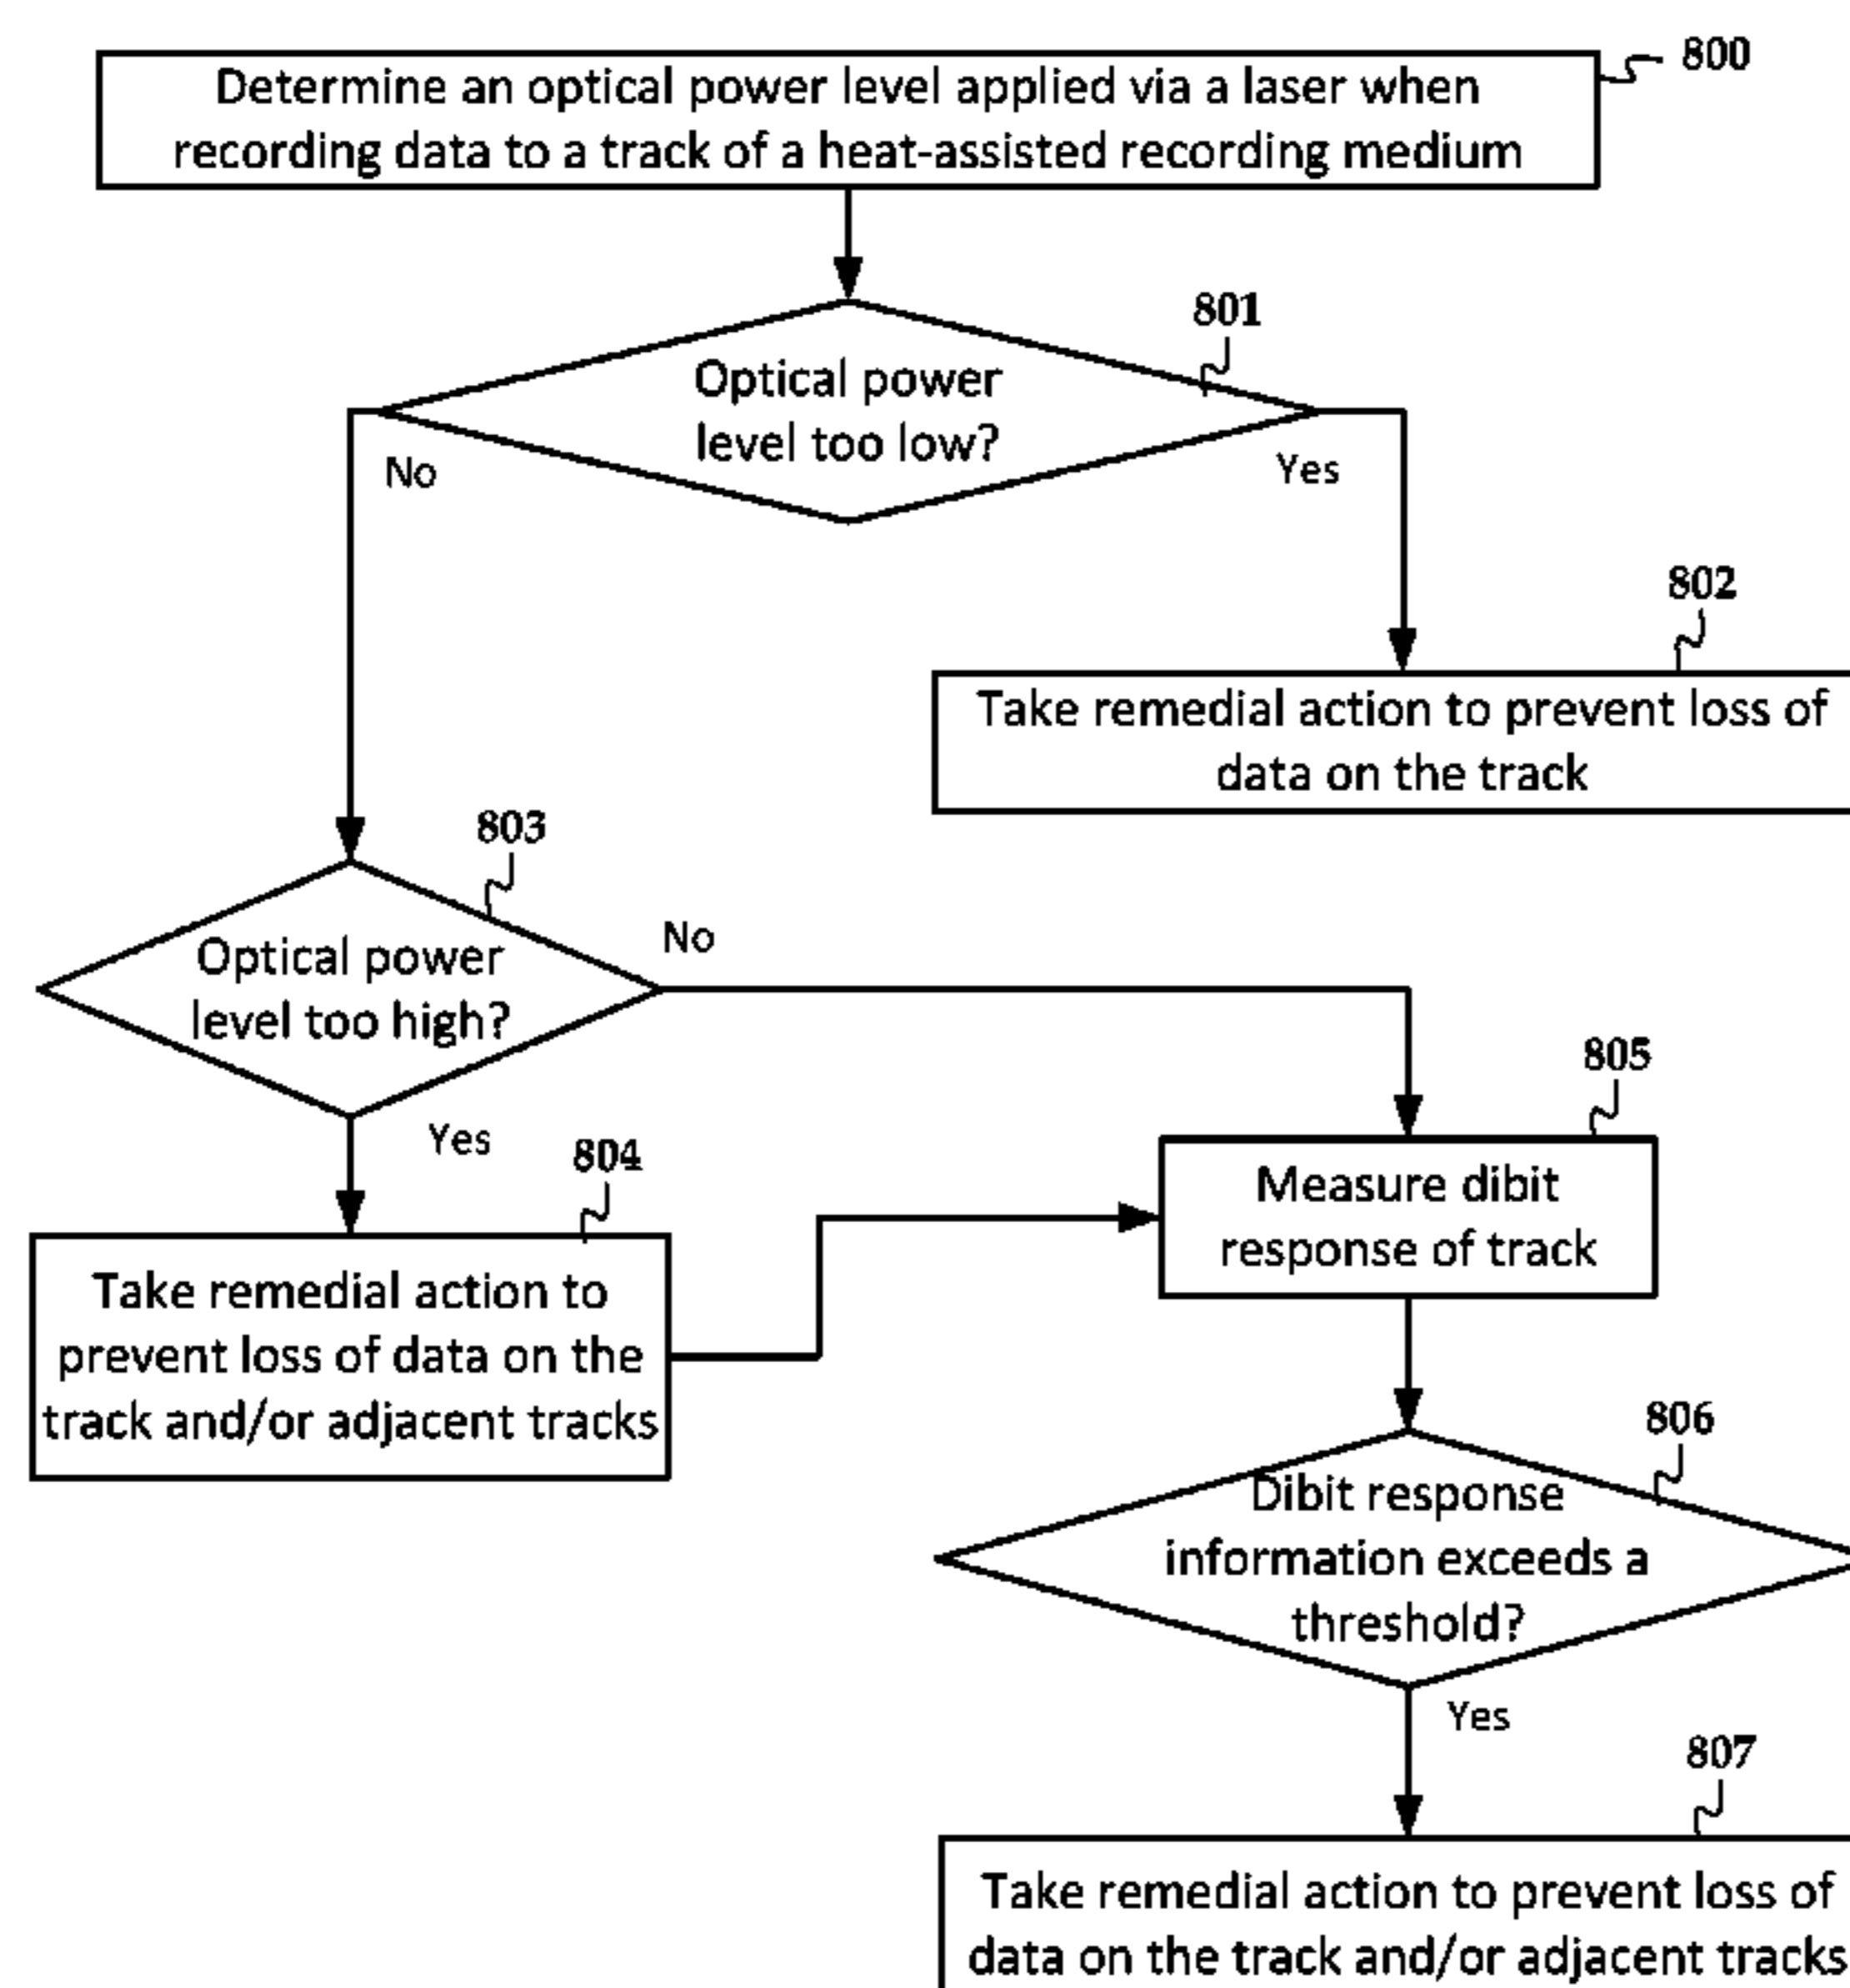 800
Determine an optical power level applied via a laser when
recording data to a track of a heat-assisted recording medium
801
Optical power
level too low?
No
Yes
802
Take remedial action to prevent loss of
data on the track
803
Optical power
level too high?
No
Yes
804
Take remedial action to
prevent loss of data on the
track and/or adjacent tracks
805
Measure dibit
response of track
806
Dibit response
information exceeds a
threshold?
Yes
807
Take remedial action to prevent loss of
data on the track and/or adjacent tracks